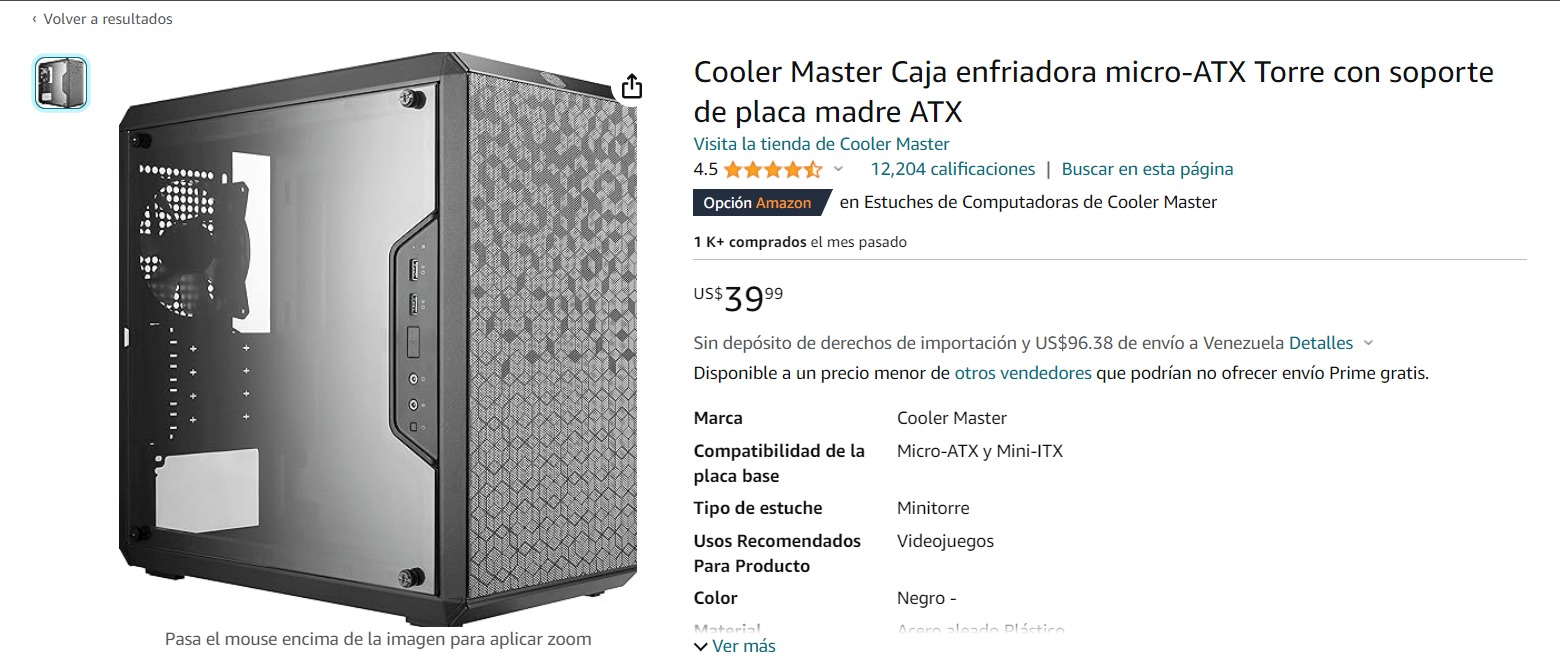 ‹ Volver a resultados
Cooler Master Caja enfriadora micro-ATX Torre con soporte
de placa madre ATX
Visita la tienda de Cooler Master
4.5
12,204 calificaciones | Buscar en esta página
Opción Amazon en Estuches de Computadoras de Cooler Master
1 K+ comprados el mes pasado
US$3999
Sin depósito de derechos de importación y US$96.38 de envío a Venezuela Detalles
Disponible a un precio menor de otros vendedores que podrían no ofrecer envío Prime gratis.
Marca Cooler Master
Compatibilidad de la placa base Micro-ATX y Mini-ITX
Tipo de estuche Minitorre
Usos Recomendados Para Producto Videojuegos
Color Negro -
Material Acero aleado Plástico
Ver más
Pasa el mouse encima de la imagen para aplicar zoom